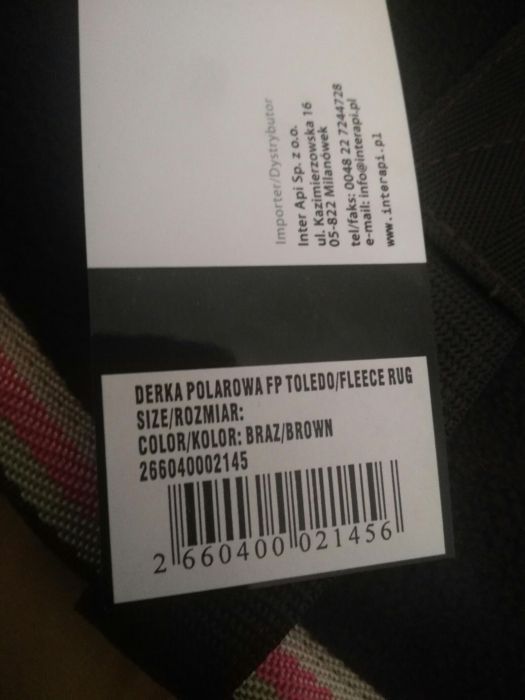 Importer/Dystrybutor
Inter Api Sp. z o.o.
ul. Kazimierzowska 16
05-822 Milanówek
tel/faks: 0048 22 7244728
e-mail: info@interapi.pl
www.interapi.pl
DERKA POLAROWA FP TOLEDO/FLEECE RUG
SIZE/ROZMIAR:
COLOR/KOLOR: BRAZ/BROWN
266040002145
2 660400 021456